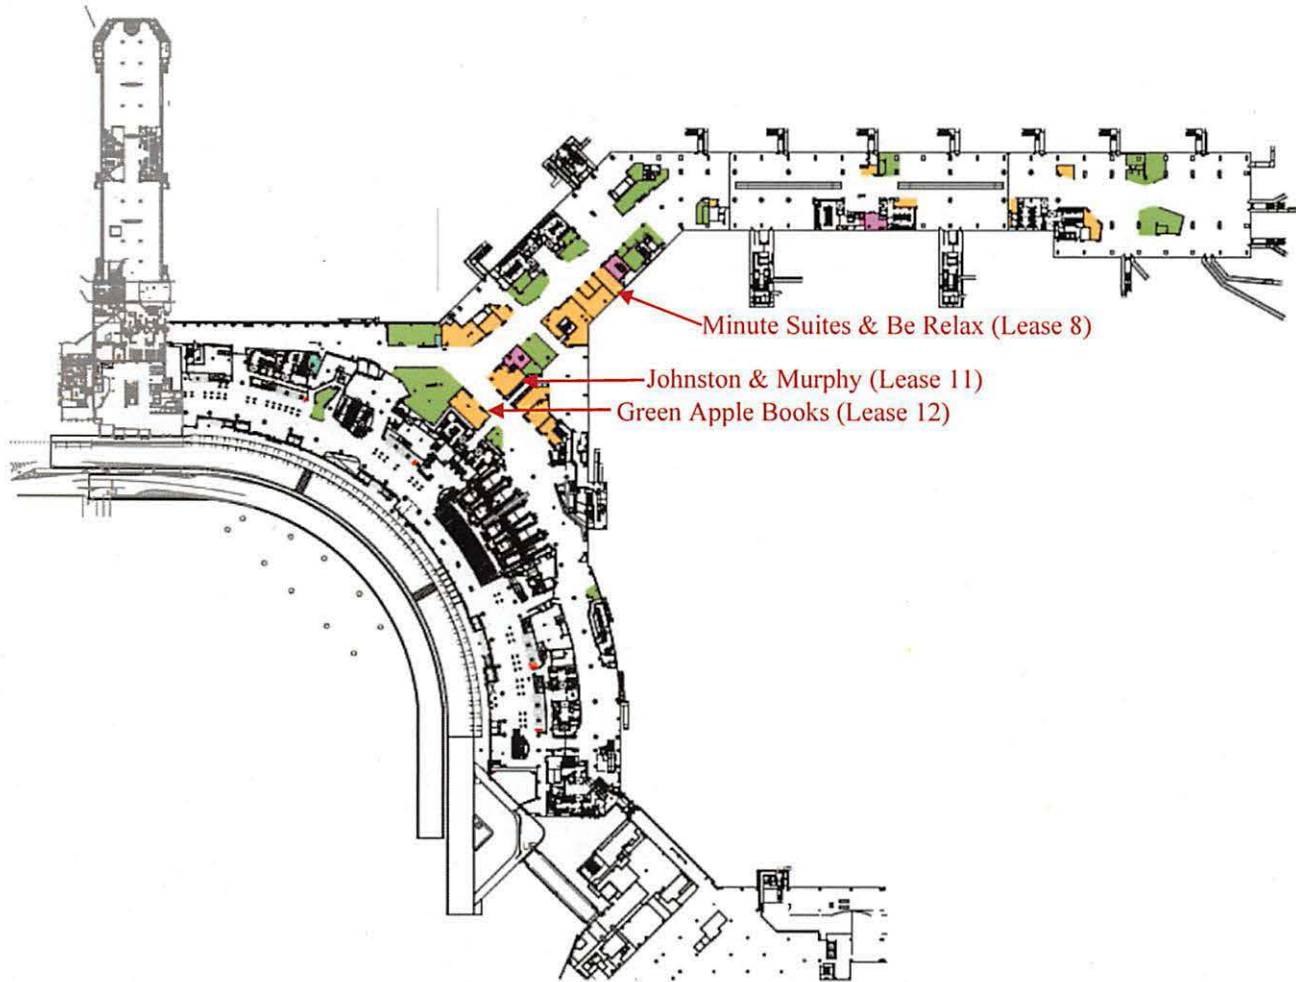 Minute Suites & Be Relax (Lease 8)
Johnston & Murphy (Lease 11)
Green Apple Books (Lease 12)